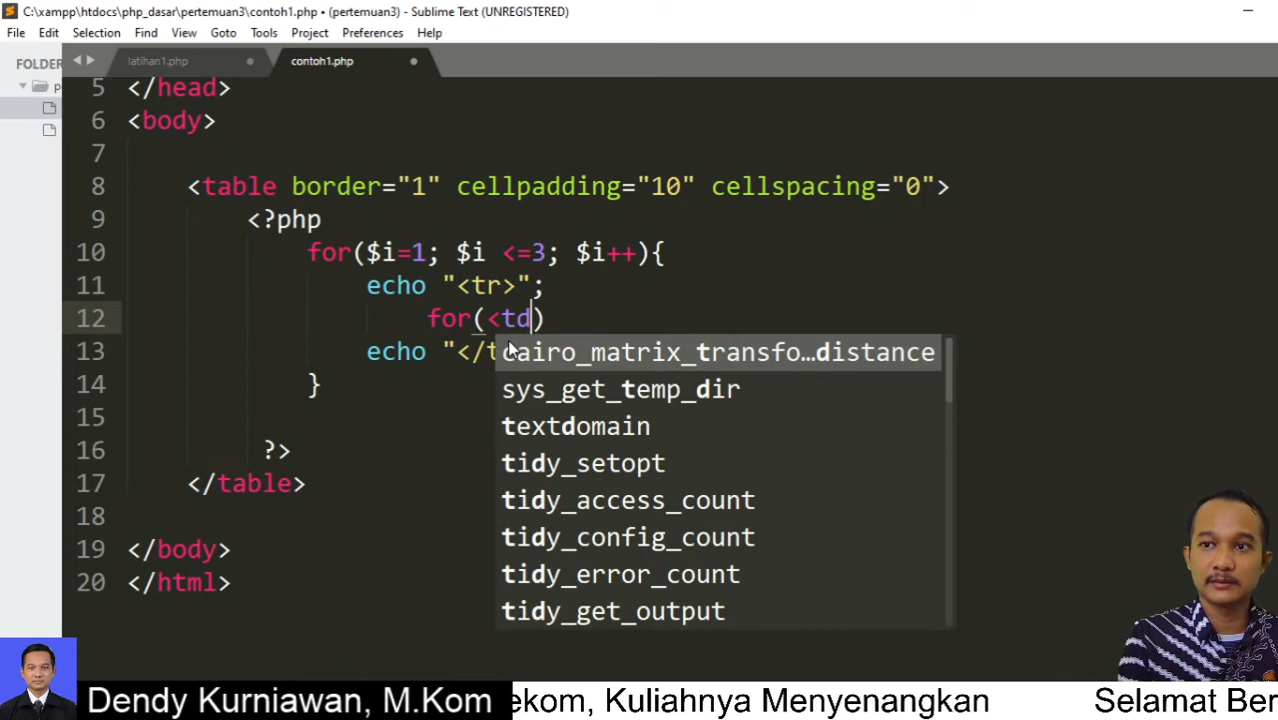 C:\xampp\htdocs\php_dasar\pertemuan3\contoh1.php • (pertemuan3) - Sublime Text (UNREGISTERED)
File Edit Selection Find View Goto Tools Project Preferences Help
FOLDER latihan1.php contoh1.php
p
5 </head>
6 <body>
7
8 <table border="1" cellpadding="10" cellspacing="0">
9 <?php
10 for($i=1; $i <=3; $i++){
11 echo "<tr>";
12 for(<td)
13 echo "</t
cairo_matrix_transfo…distance
14 }
sys_get_temp_dir
15
textdomain
16 ?>
tidy_setopt
17 </table>
tidy_access_count
18
tidy_config_count
19 </body>
tidy_error_count
20 </html>
tidy_get_output
Dendy Kurniawan, M.Kom ekom, Kuliahnya Menyenangkan Selamat Ber